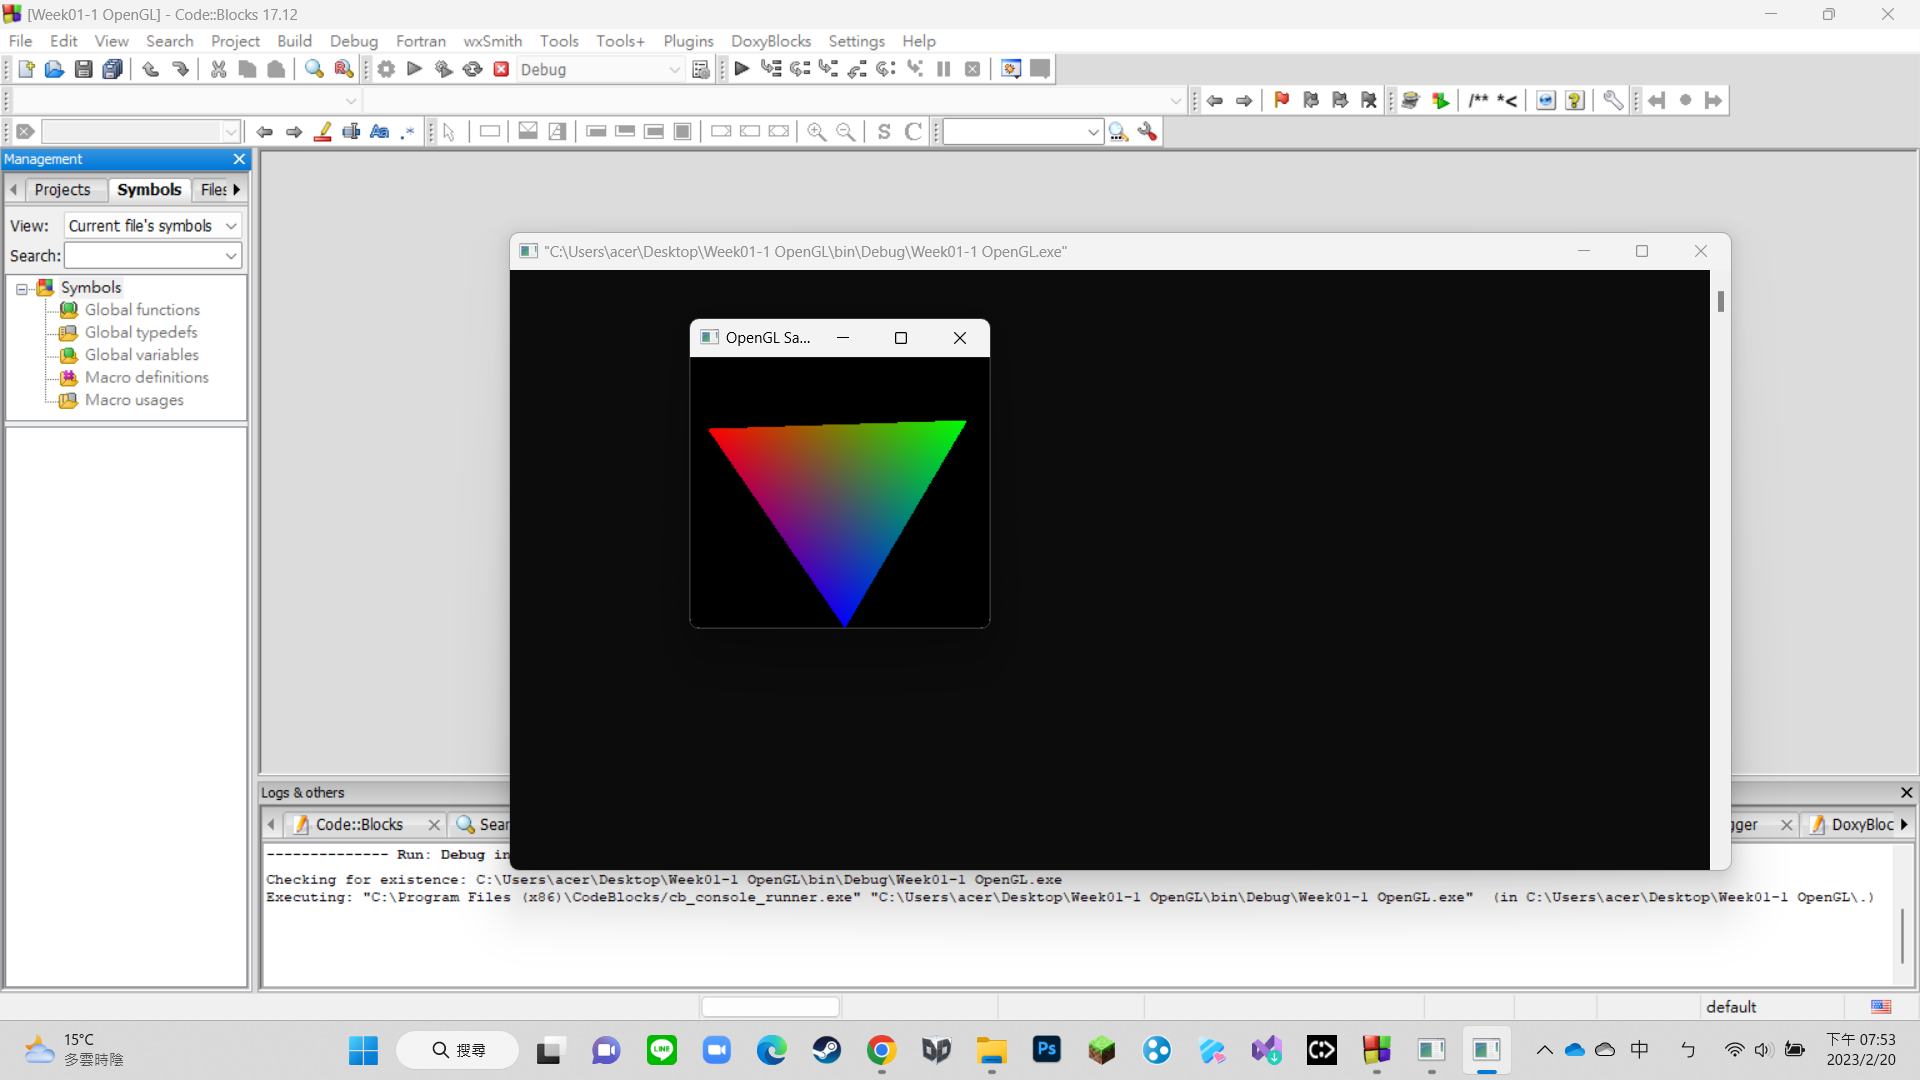 [Week01-1 OpenGL] - Code::Blocks 17.12
File Edit View Search Project Build Debug Fortran wxSmith Tools Tools+ Plugins DoxyBlocks Settings Help
Debug
/** *<
Aa .*
S C
Management
Projects Symbols Files
View: Current file's symbols
Search:
Symbols
Global functions
Global typedefs
Global variables
Macro definitions
Macro usages
"C:\Users\acer\Desktop\Week01-1 OpenGL\bin\Debug\Week01-1 OpenGL.exe"
OpenGL Sa...
Logs & others
Code::Blocks Sear gger DoxyBloc
-------------- Run: Debug in
Checking for existence: C:\Users\acer\Desktop\Week01-1 OpenGL\bin\Debug\Week01-1 OpenGL.exe
Executing: "C:\Program Files (x86)\CodeBlocks/cb_console_runner.exe" "C:\Users\acer\Desktop\Week01-1 OpenGL\bin\Debug\Week01-1 OpenGL.exe" (in C:\Users\acer\Desktop\Week01-1 OpenGL\.)
default
15°C
多雲時陰
搜尋
LINE
Ps
中 ㄅ
下午 07:53
2023/2/20